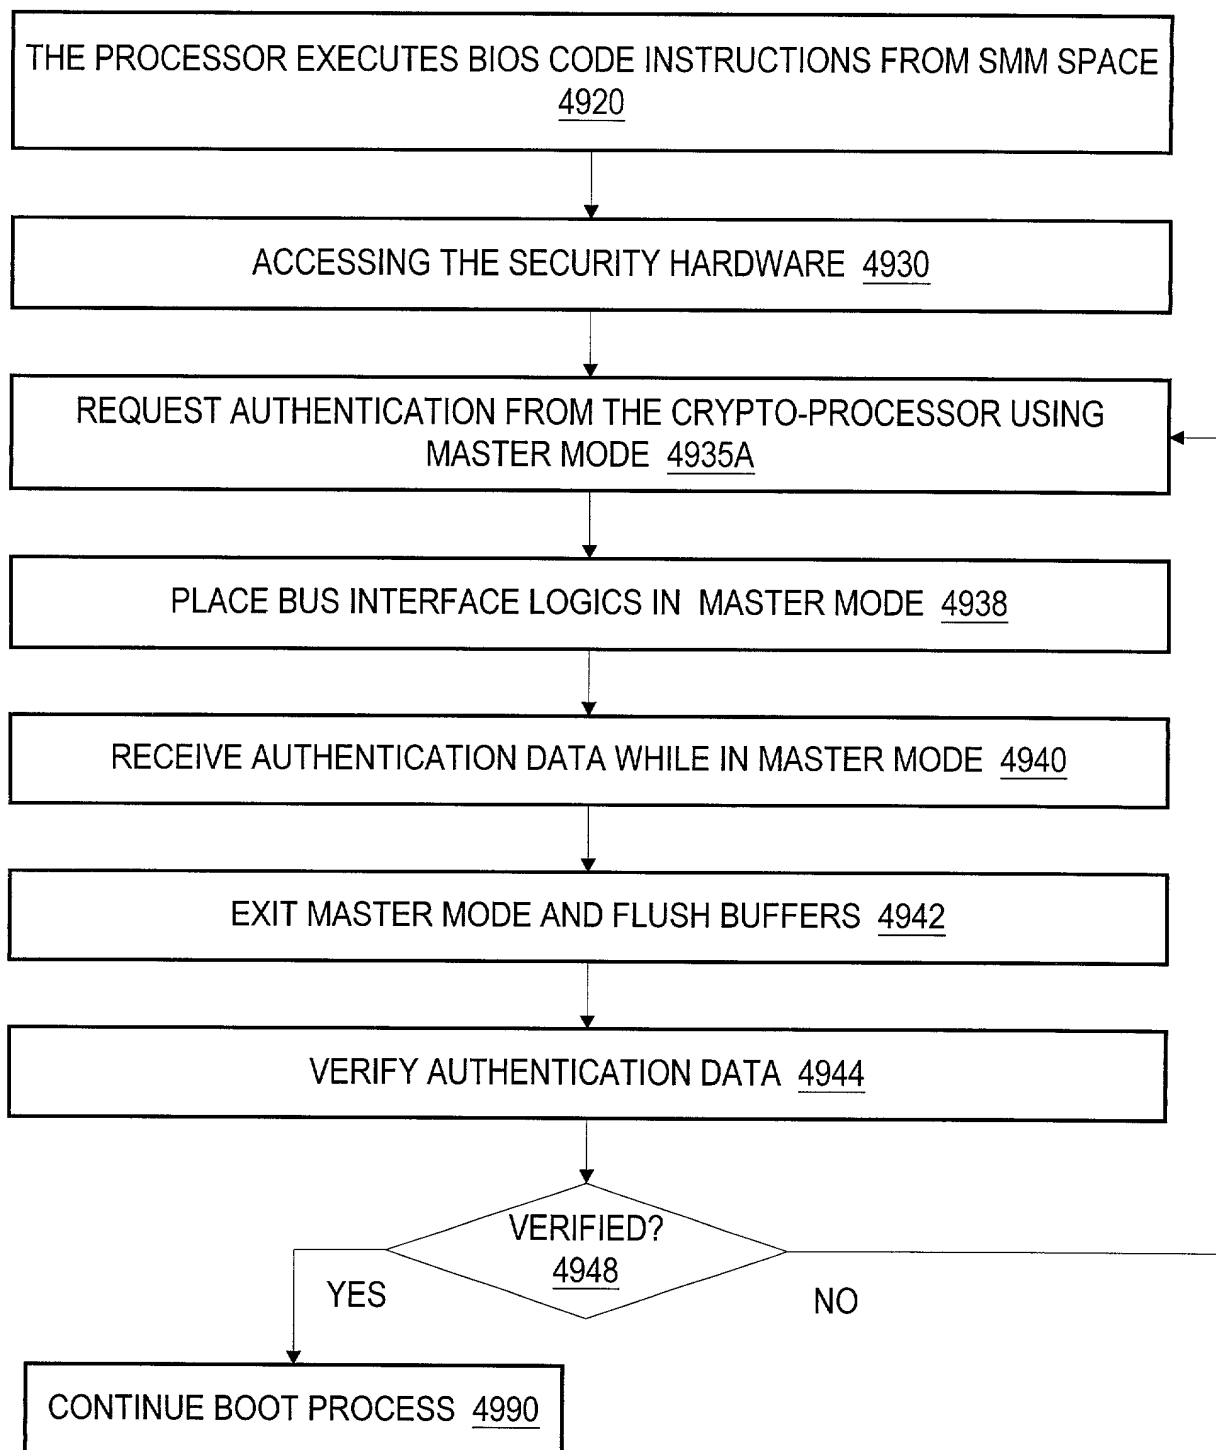 THE PROCESSOR EXECUTES BIOS CODE INSTRUCTIONS FROM SMM SPACE
4920
ACCESSING THE SECURITY HARDWARE 4930
REQUEST AUTHENTICATION FROM THE CRYPTO-PROCESSOR USING
MASTER MODE 4935A
PLACE BUS INTERFACE LOGICS IN MASTER MODE 4938
RECEIVE AUTHENTICATION DATA WHILE IN MASTER MODE 4940
EXIT MASTER MODE AND FLUSH BUFFERS 4942
VERIFY AUTHENTICATION DATA 4944
VERIFIED?
4948
YES
NO
CONTINUE BOOT PROCESS 4990